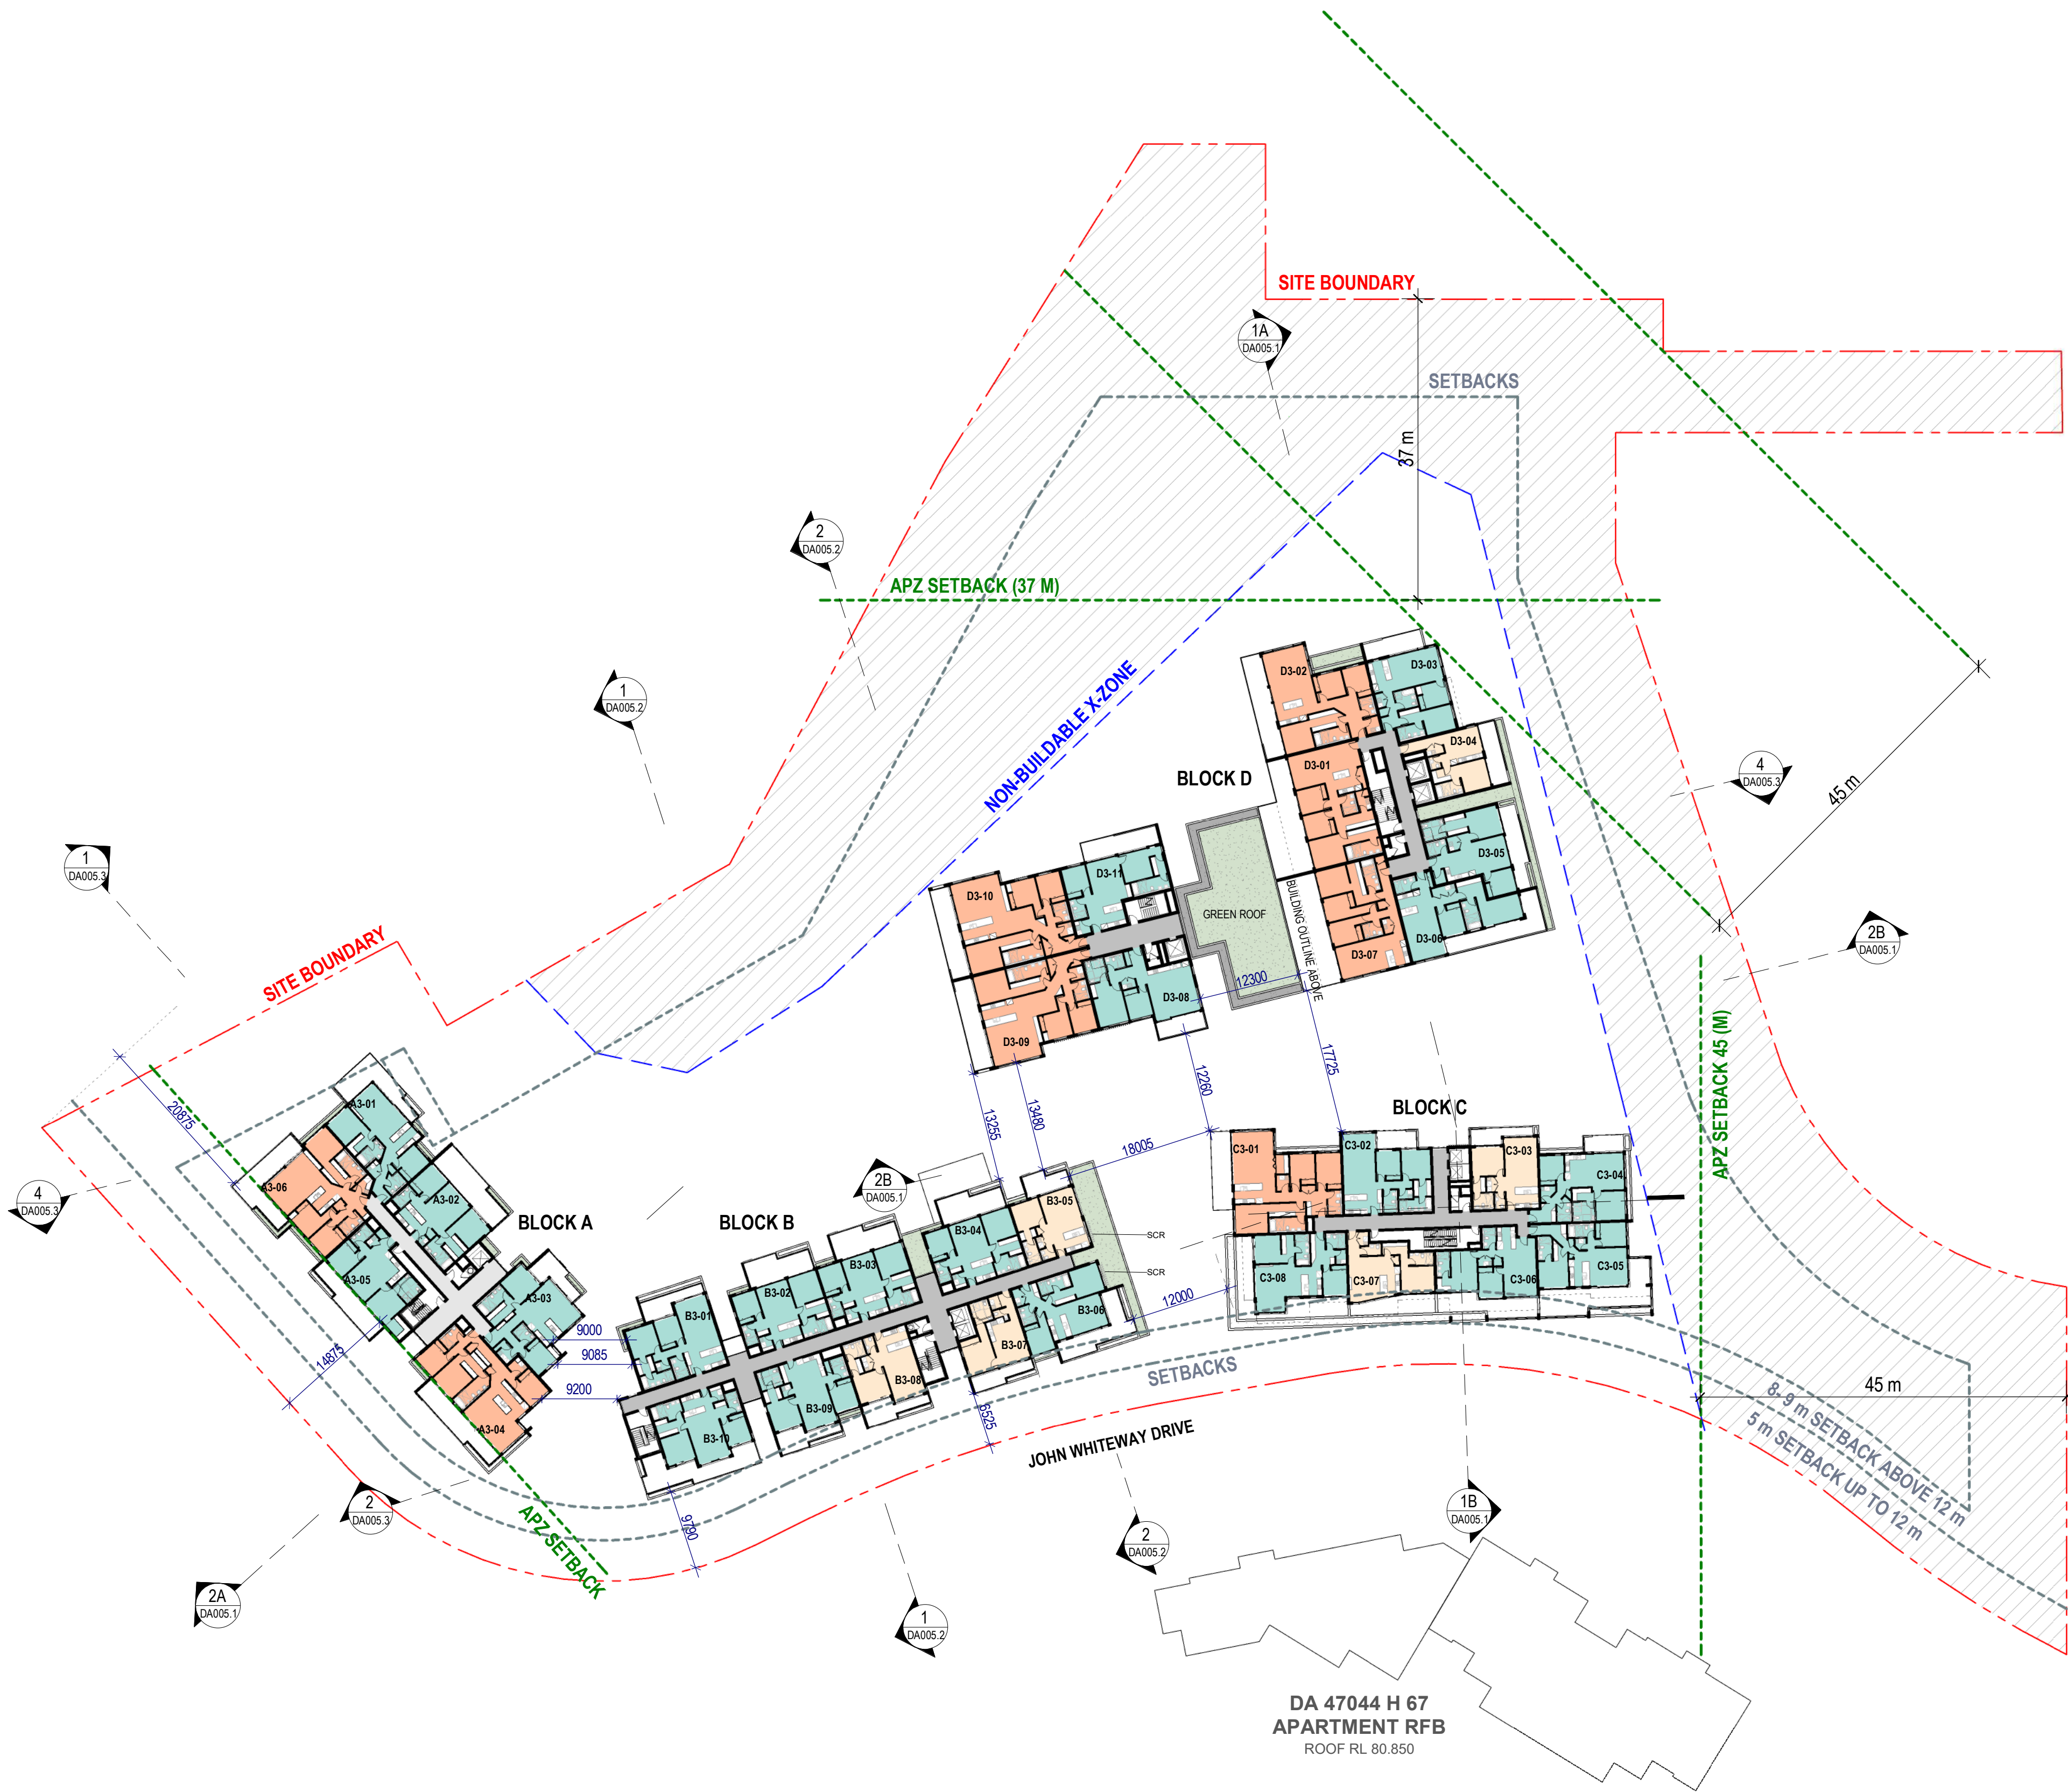 SITE BOUNDARY
1A
DA005.1
SETBACKS
37 m
2
DA005.2
APZ SETBACK (37 M)
1
DA005.2
NON-BUILDABLE X-ZONE
D3-02
D3-03
D3-04
D3-01
BLOCK D
4
DA005.3
45 m
1
DA005.3
D3-05
D3-11
D3-10
GREEN ROOF
BUILDING OUTLINE ABOVE
D3-06
D3-07
2B
DA005.1
SITE BOUNDARY
12300
D3-08
D3-09
17725
12260
13480
13255
APZ SETBACK 45 (M)
20875
A3-01
BLOCK C
18005
C3-01
C3-02
C3-03
C3-04
A3-06
A3-02
4
DA005.3
2B
DA005.1
B3-05
BLOCK A
BLOCK B
B3-04
SCR
B3-03
SCR
A3-05
A3-03
B3-02
C3-08
C3-07
C3-06
C3-05
B3-01
B3-06
12000
9000
9085
9200
14875
B3-07
B3-08
B3-09
B3-10
A3-04
6525
SETBACKS
45 m
8- 9 m SETBACK ABOVE 12 m
5 m SETBACK UP TO 12 m
JOHN WHITEWAY DRIVE
9790
2
DA005.3
APZ SETBACK
1B
DA005.1
2
DA005.2
2A
DA005.1
1
DA005.2
DA 47044 H 67
APARTMENT RFB
ROOF RL 80.850